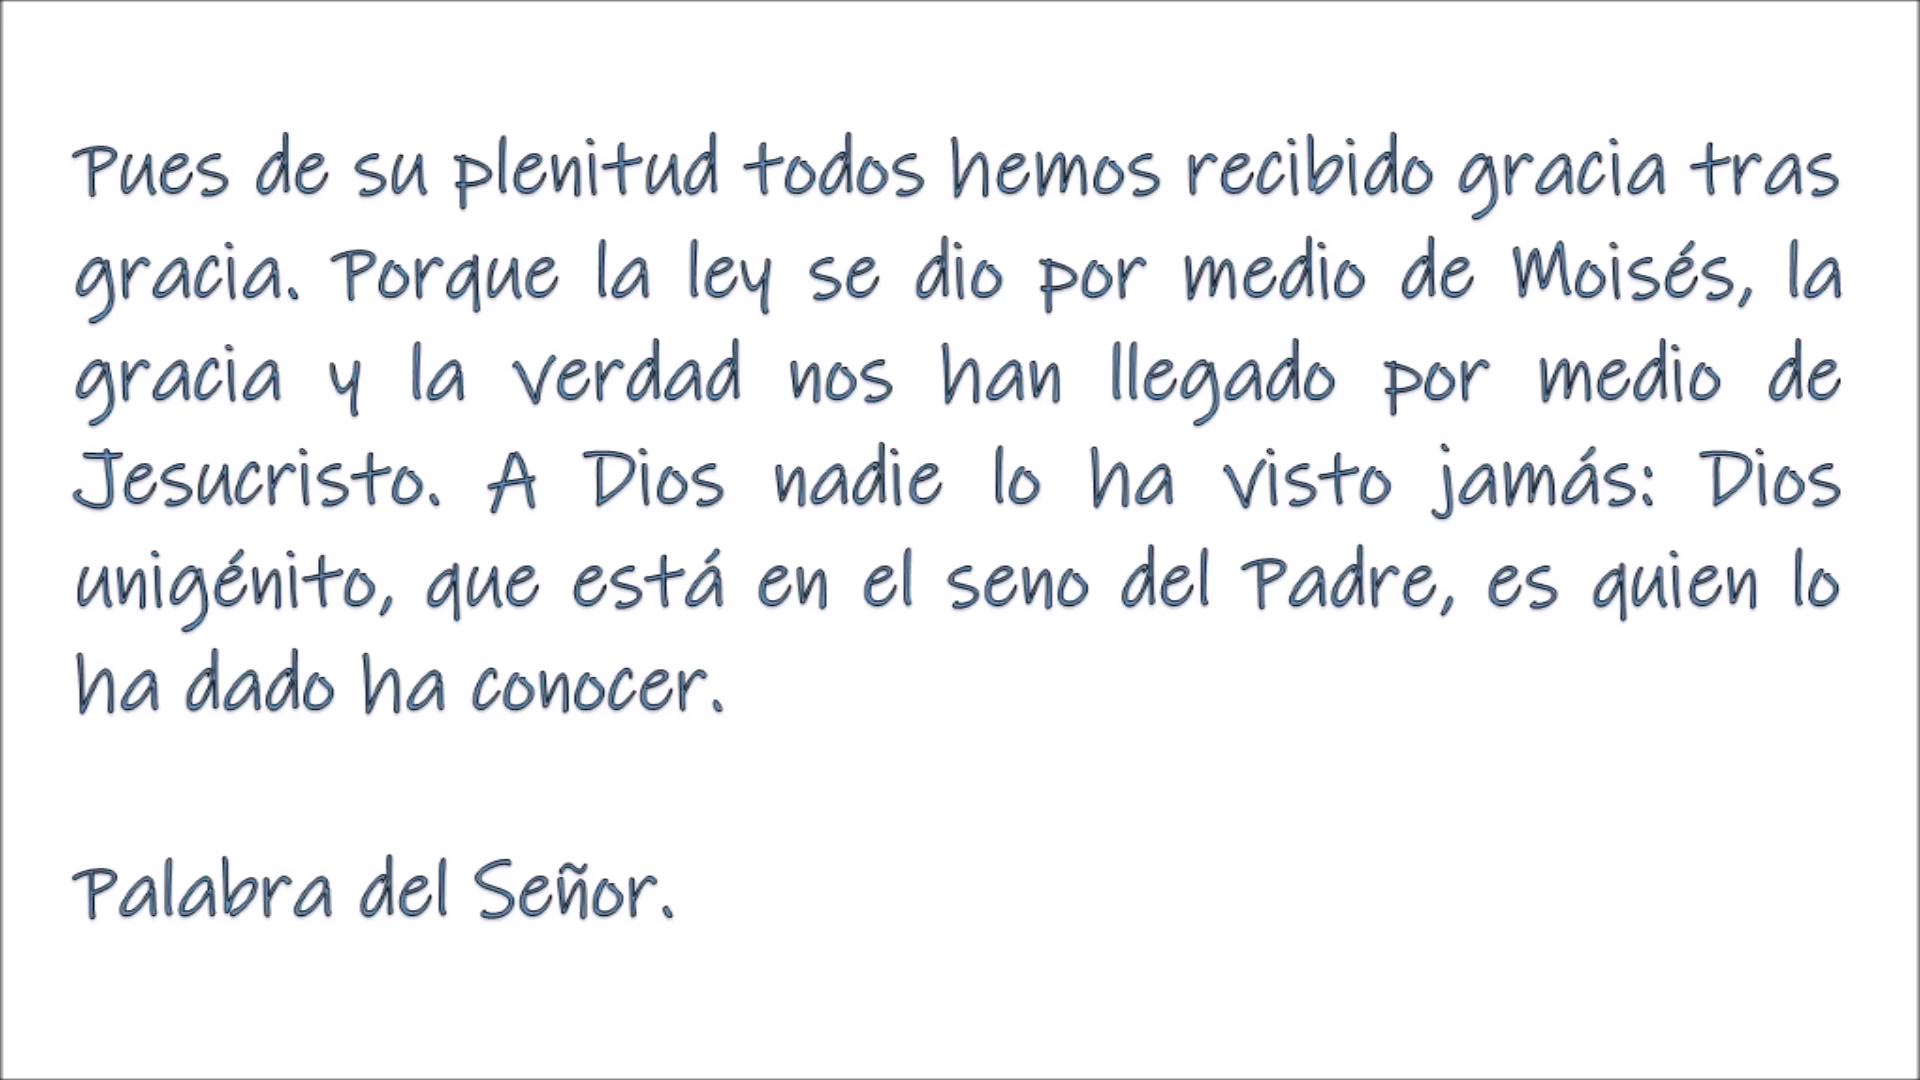 Pues de su plenitud todos hemos recibido gracia tras
gracia. Porque la ley se dio por medio de Moisés, la
gracia y la verdad nos han llegado por medio de
Jesucristo. A Dios nadie lo ha visto jamás: Dios
unigénito, que está en el seno del Padre, es quien lo
ha dado ha conocer.
Palabra del Señor.